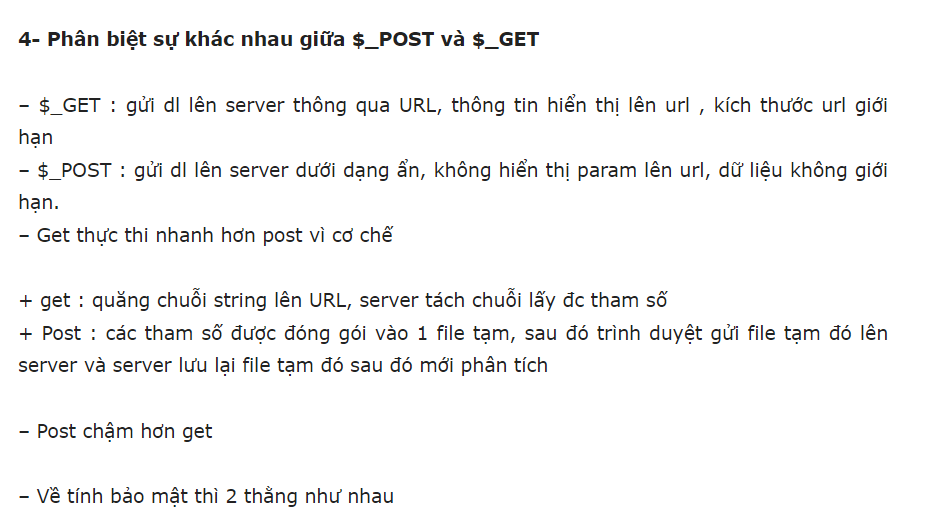 4- Phân biệt sự khác nhau giữa $_POST và $_GET
– $_GET : gửi dl lên server thông qua URL, thông tin hiển thị lên url , kích thước url giới
hạn
– $_POST : gửi dl lên server dưới dạng ẩn, không hiển thị param lên url, dữ liệu không giới
hạn.
– Get thực thi nhanh hơn post vì cơ chế
+ get : quăng chuỗi string lên URL, server tách chuỗi lấy đc tham số
+ Post : các tham số được đóng gói vào 1 file tạm, sau đó trình duyệt gửi file tạm đó lên
server và server lưu lại file tạm đó sau đó mới phân tích
– Post chậm hơn get
– Về tính bảo mật thì 2 thằng như nhau